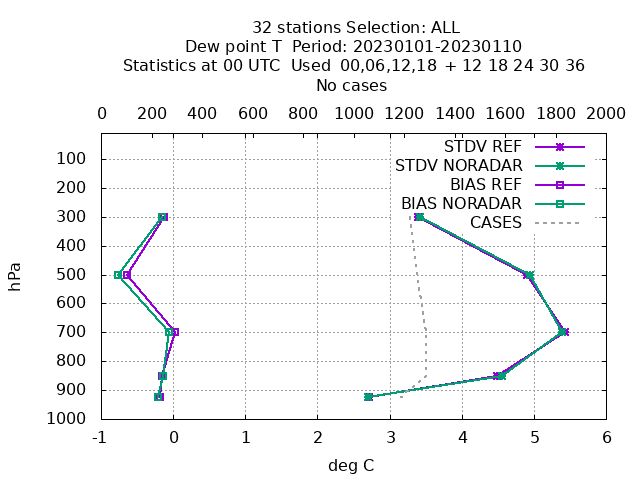 32 stations Selection: ALL
Dew point T  Period: 20230101-20230110
Statistics at 00 UTC  Used  00,06,12,18  + 12 18 24 30 36
No cases
0 200 400 600 800 1000 1200 1400 1600 1800 2000
STDV REF
STDV NORADAR
BIAS REF
BIAS NORADAR
CASES
100
200
300
400
500
600
700
800
900
1000
hPa
-1 0 1 2 3 4 5 6
deg C